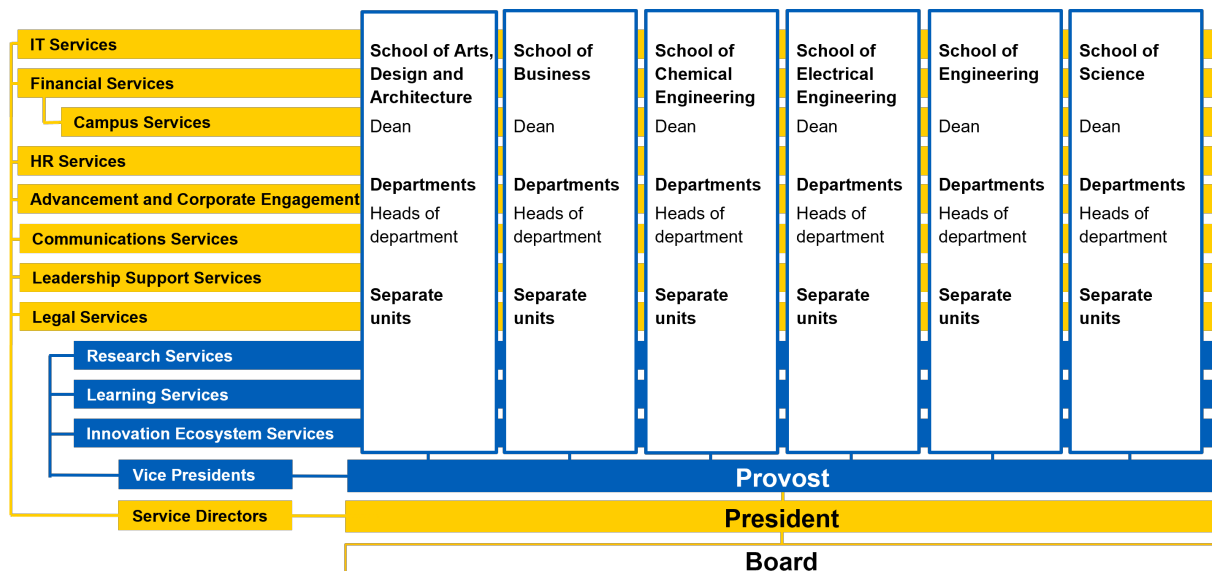 IT Services
Financial Services
Campus Services
HR Services
Advancement and Corporate Engagement
Communications Services
Leadership Support Services
Legal Services
Research Services
Learning Services
Innovation Ecosystem Services
Vice Presidents
Service Directors
School of Arts,
Design and
Architecture
Dean
Departments
Heads of
department
Separate
units
School of
Business
Dean
Departments
Heads of
department
Separate
units
School of
Chemical
Engineering
Dean
Departments
Heads of
department
Separate
units
School of
Electrical
Engineering
Dean
Departments
Heads of
department
Separate
units
School of
Engineering
Dean
Departments
Heads of
department
Separate
units
School of
Science
Dean
Departments
Heads of
department
Separate
units
Provost
President
Board